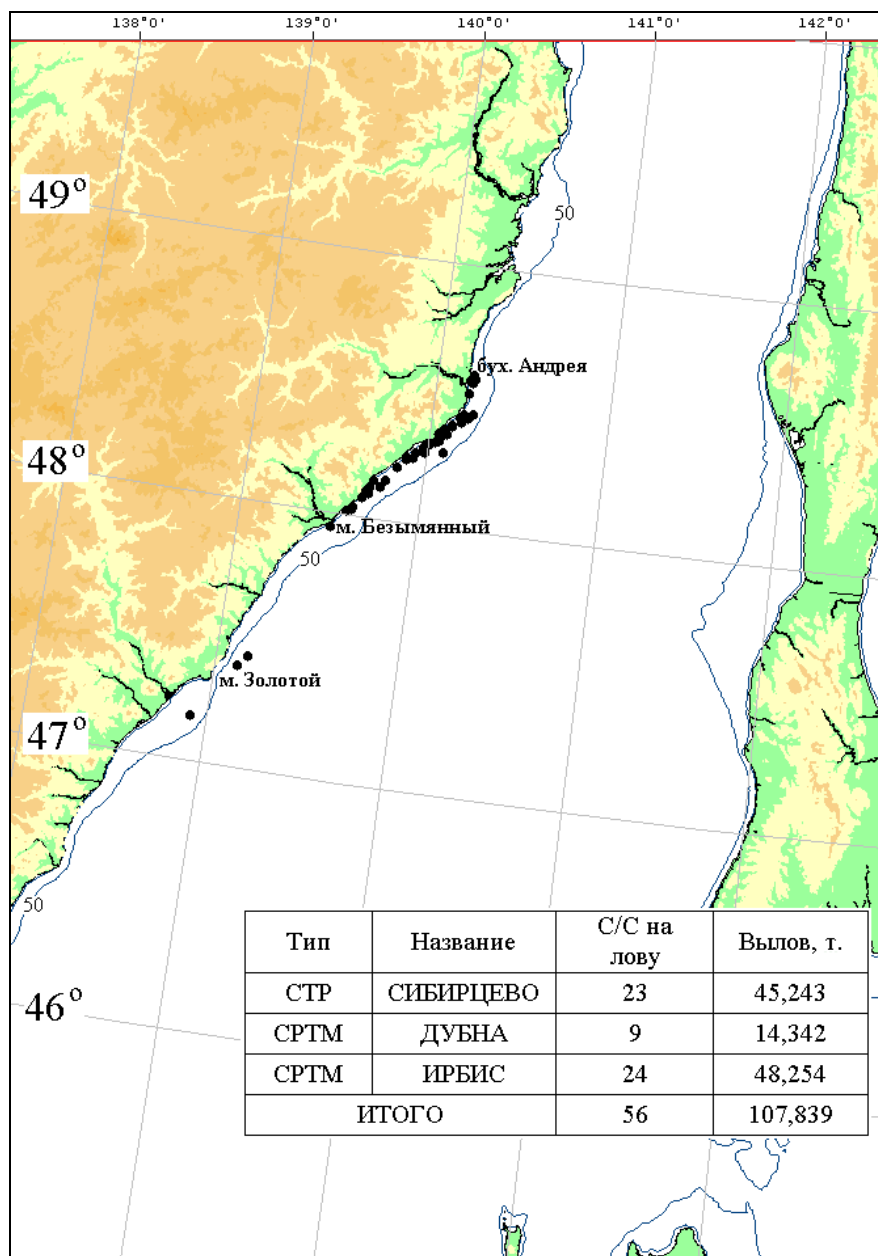 138°0' 139°0' 140°0' 141°0' 142°0'
49°
50
бух. Андрея
48°
м. Безымянный
50
м. Золотой
47°
50
Тип Название С/С на лову Вылов, т.
СТР СИБИРЦЕВО 23 45,243
46°
СРТМ ДУБНА 9 14,342
СРТМ ИРБИС 24 48,254
ИТОГО 56 107,839